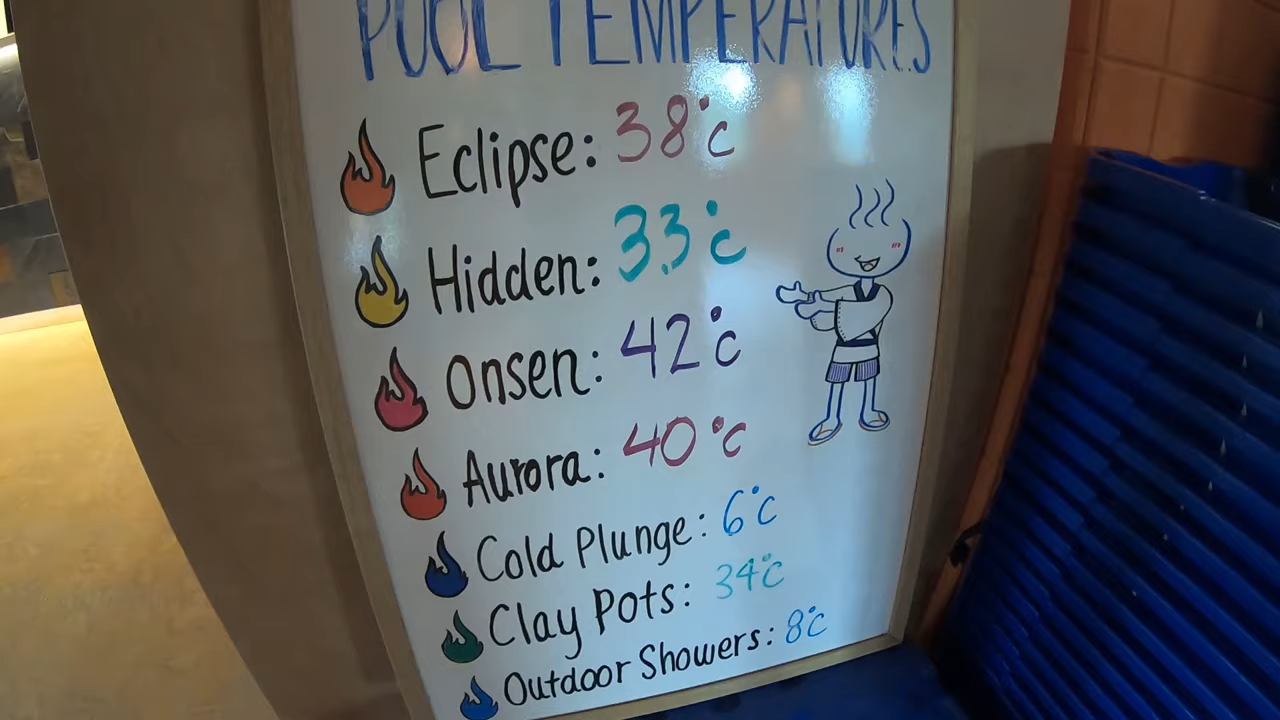 POOL TEMPERATURES
Eclipse: 38°c
Hidden: 33°c
Onsen: 42°c
Aurora: 40°c
Cold Plunge: 6°c
Clay Pots: 34°c
Outdoor Showers: 8°c